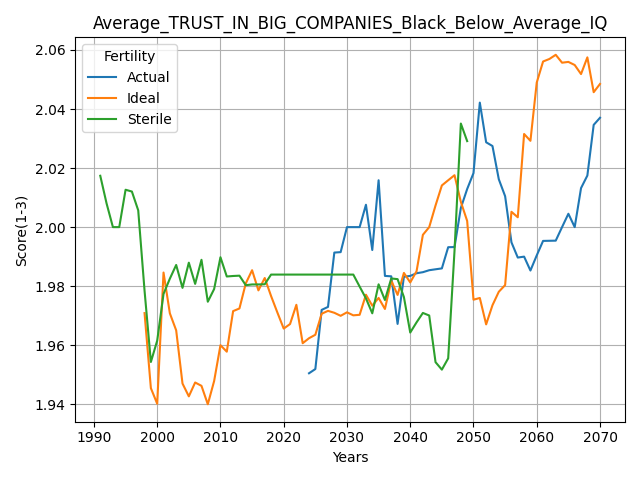 Average_TRUST_IN_BIG_COMPANIES_Black_Below_Average_IQ
Fertility
Actual
Ideal
Sterile
Score(1-3)
2.06
2.04
2.02
2.00
1.98
1.96
1.94
1990 2000 2010 2020 2030 2040 2050 2060 2070
Years